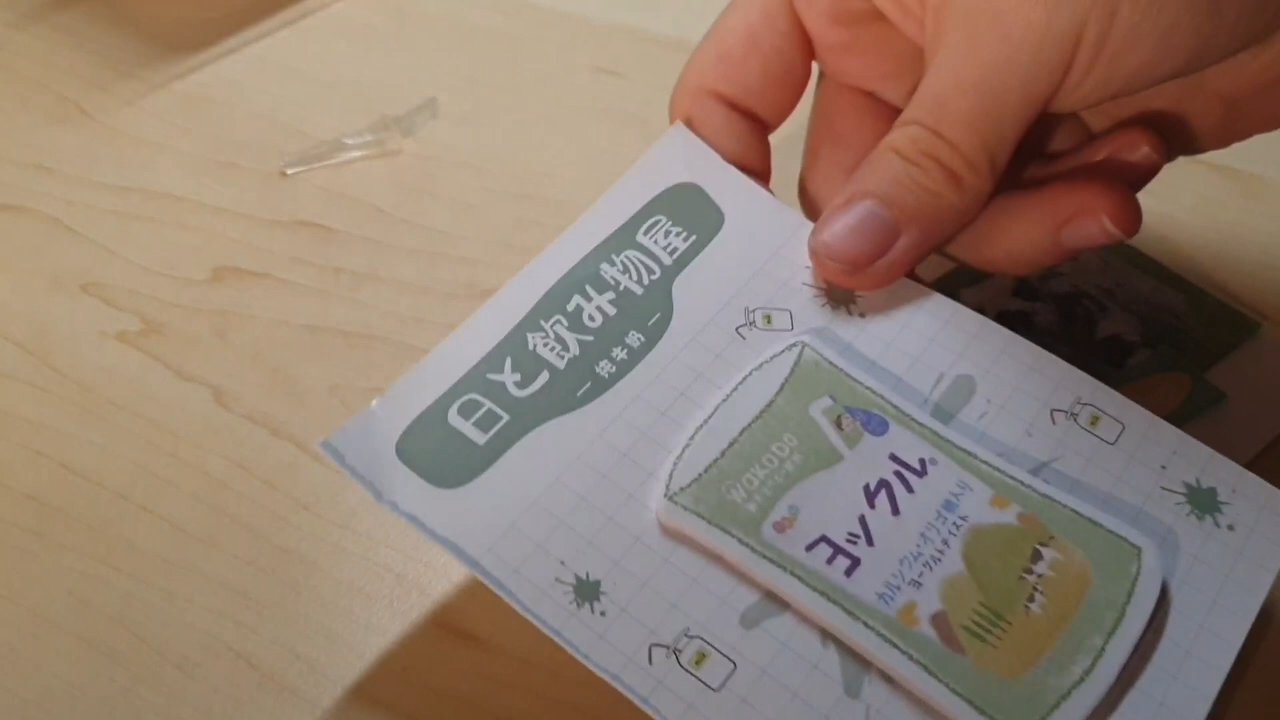 日と飲み物屋
— 纯牛奶 —
WaKODO
ヨックル
カルシウム・オリゴ糖入り
ヨーグルトテイスト